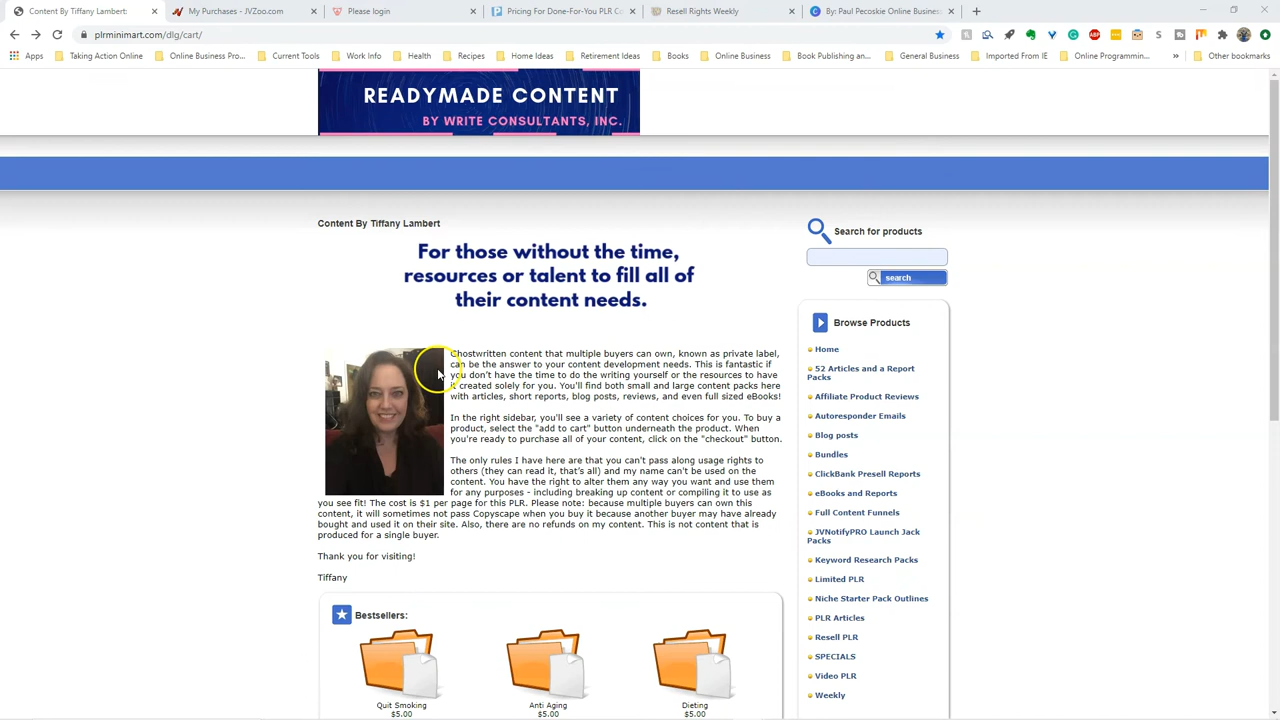 Content By Tiffany Lambert:
My Purchases - JVZoo.com
Please login
Pricing For Done-For-You PLR Co
Resell Rights Weekly
By: Paul Pecoskie Online Busines
plrminimart.com/dlg/cart/
Apps
Taking Action Online
Online Business Pro...
Current Tools
Work Info
Health
Recipes
Home Ideas
Retirement Ideas
Books
Online Business
Book Publishing an...
General Business
Imported From IE
Online Programmin...
Other bookmarks
READYMADE CONTENT
BY WRITE CONSULTANTS, INC.
Content By Tiffany Lambert
For those without the time,
resources or talent to fill all of
their content needs.
Ghostwritten content that multiple buyers can own, known as private label,
can be the answer to your content development needs. This is fantastic if
you don't have the time to do the writing yourself or the resources to have
it created solely for you. You'll find both small and large content packs here
with articles, short reports, blog posts, reviews, and even full sized eBooks!
In the right sidebar, you'll see a variety of content choices for you. To buy a
product, select the "add to cart" button underneath the product. When
you're ready to purchase all of your content, click on the "checkout" button.
The only rules I have here are that you can't pass along usage rights to
others (they can read it, that's all) and my name can't be used on the
content. You have the right to alter them any way you want and use them
for any purposes - including breaking up content or compiling it to use as
you see fit! The cost is $1 per page for this PLR. Please note: because multiple buyers can own this
content, it will sometimes not pass Copyscape when you buy it because another buyer may have already
bought and used it on their site. Also, there are no refunds on my content. This is not content that is
produced for a single buyer.
Thank you for visiting!
Tiffany
Bestsellers:
Quit Smoking
$5.00
Anti Aging
$5.00
Dieting
$5.00
Search for products
search
Browse Products
Home
52 Articles and a Report
Packs
Affiliate Product Reviews
Autoresponder Emails
Blog posts
Bundles
ClickBank Presell Reports
eBooks and Reports
Full Content Funnels
JVNotifyPRO Launch Jack
Packs
Keyword Research Packs
Limited PLR
Niche Starter Pack Outlines
PLR Articles
Resell PLR
SPECIALS
Video PLR
Weekly